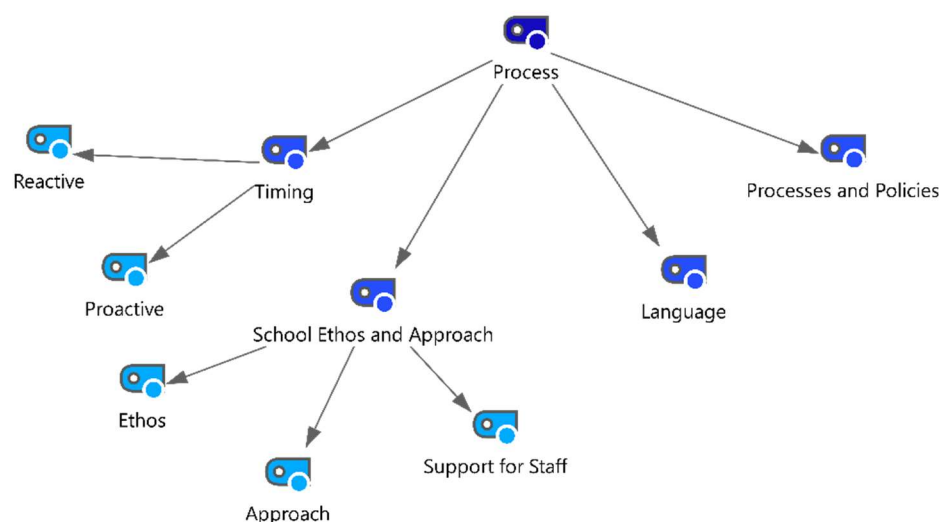 Process
Reactive
Timing
Processes and Policies
Proactive
School Ethos and Approach
Language
Ethos
Support for Staff
Approach